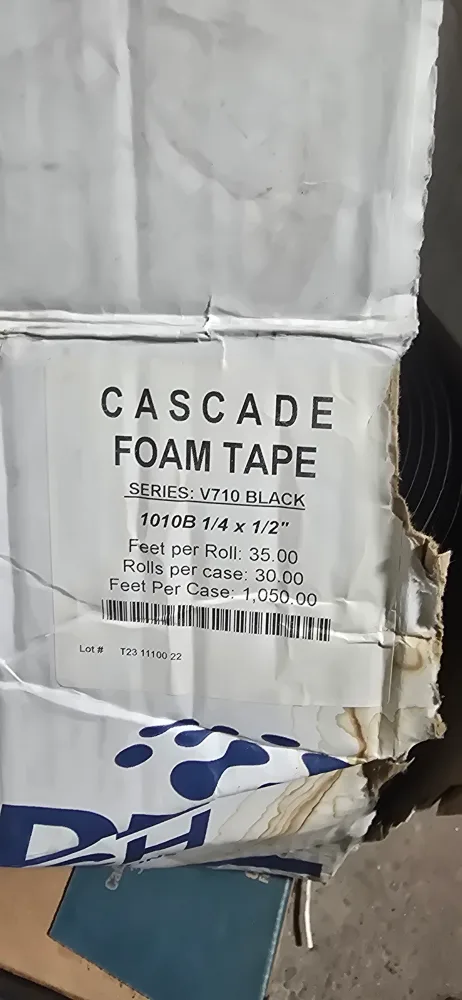 CASCADE
FOAM TAPE
SERIES: V710 BLACK
1010B 1/4 x 1/2"
Feet per Roll: 35.00
Rolls per case: 30.00
Feet Per Case: 1,050.00
Lot # T23 11100 22